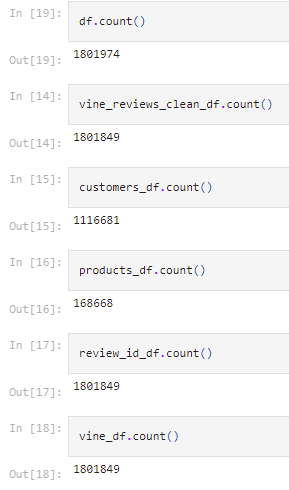 In [19]: df.count()
Out[19]: 1801974
In [14]: vine_reviews_clean_df.count()
Out[14]: 1801849
In [15]: customers_df.count()
Out[15]: 1116681
In [16]: products_df.count()
Out[16]: 168668
In [17]: review_id_df.count()
Out[17]: 1801849
In [18]: vine_df.count()
Out[18]: 1801849